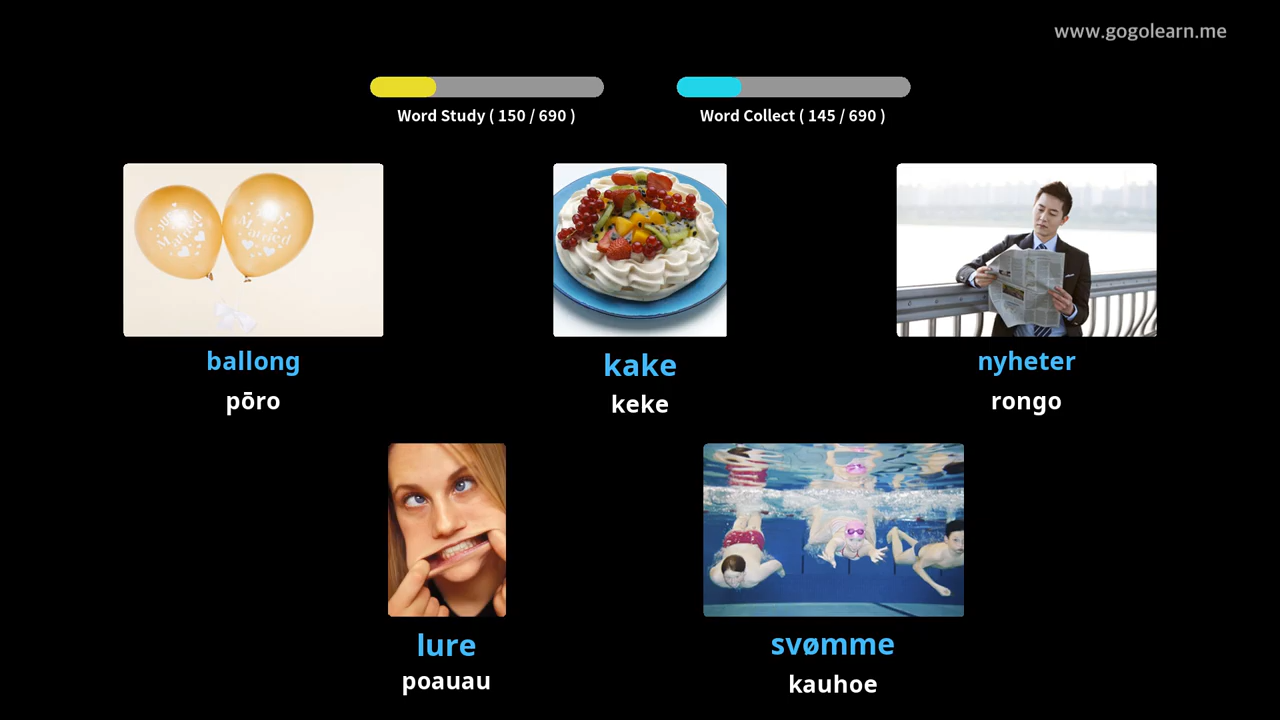 www.gogolearn.me
Word Study ( 150 / 690 )
Word Collect ( 145 / 690 )
ballong
pōro
kake
keke
nyheter
rongo
lure
poauau
svømme
kauhoe